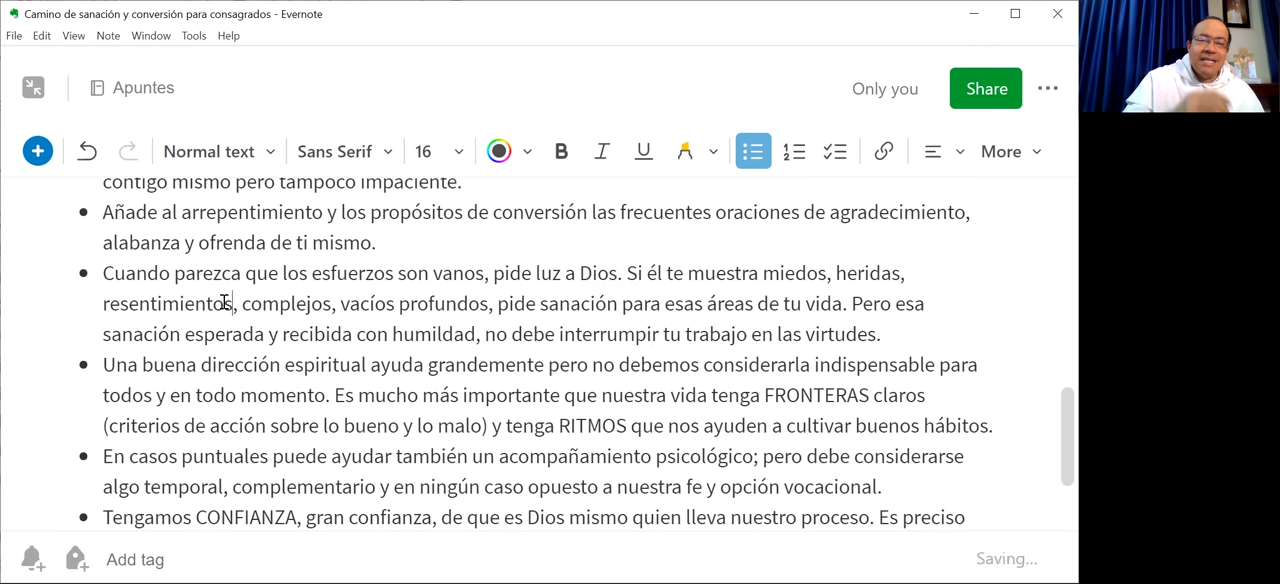 Camino de sanación y conversión para consagrados - Evernote
File Edit View Note Window Tools Help
Apuntes
Only you
Share
Normal text
Sans Serif
16
B I U
More
contigo mismo pero tampoco impaciente.
Añade al arrepentimiento y los propósitos de conversión las frecuentes oraciones de agradecimiento,
alabanza y ofrenda de ti mismo.
Cuando parezca que los esfuerzos son vanos, pide luz a Dios. Si él te muestra miedos, heridas,
resentimientos, complejos, vacíos profundos, pide sanación para esas áreas de tu vida. Pero esa
sanación esperada y recibida con humildad, no debe interrumpir tu trabajo en las virtudes.
Una buena dirección espiritual ayuda grandemente pero no debemos considerarla indispensable para
todos y en todo momento. Es mucho más importante que nuestra vida tenga FRONTERAS claros
(criterios de acción sobre lo bueno y lo malo) y tenga RITMOS que nos ayuden a cultivar buenos hábitos.
En casos puntuales puede ayudar también un acompañamiento psicológico; pero debe considerarse
algo temporal, complementario y en ningún caso opuesto a nuestra fe y opción vocacional.
Tengamos CONFIANZA, gran confianza, de que es Dios mismo quien lleva nuestro proceso. Es preciso
Add tag
Saving...